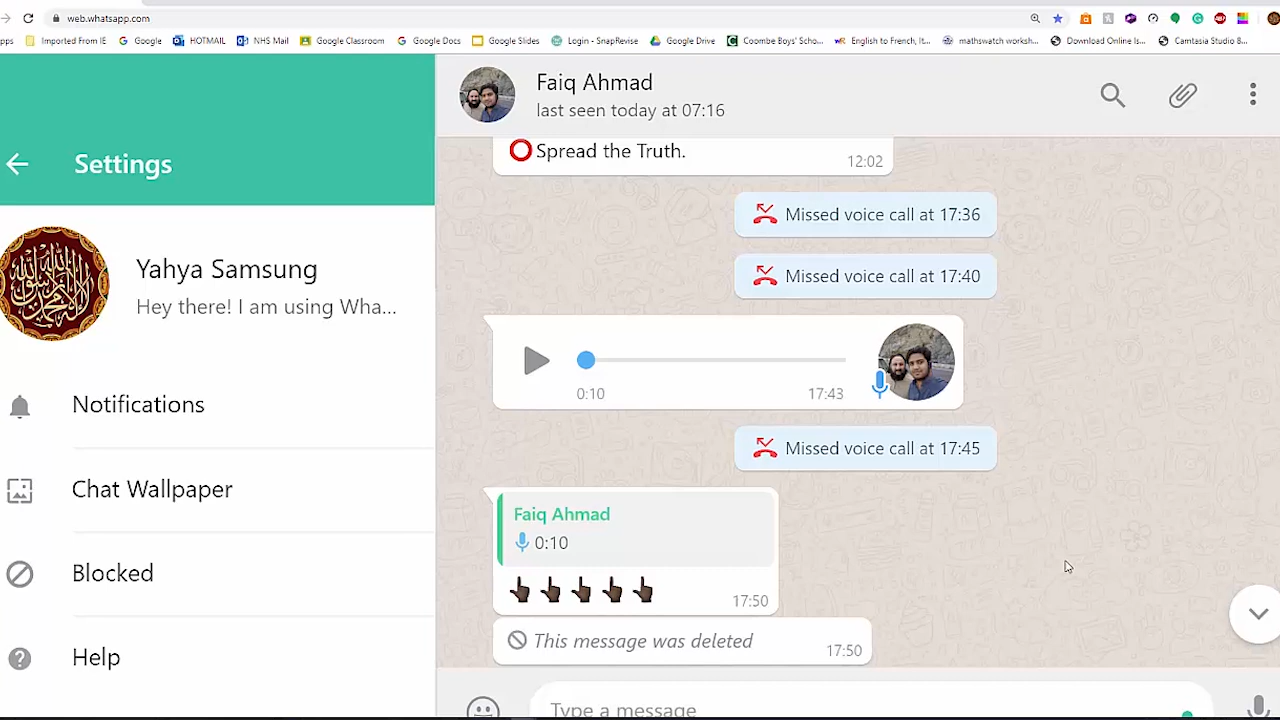 web.whatsapp.com
Imported From IE
Google
HOTMAIL
NHS Mail
Google Classroom
Google Docs
Google Slides
Login - SnapRevise
Google Drive
Coombe Boys' Scho...
English to French, It...
mathswatch worksh...
Download Online Is...
Camtasia Studio B...
Settings
Yahya Samsung
Hey there! I am using Wha...
Notifications
Chat Wallpaper
Blocked
Help
Faiq Ahmad
last seen today at 07:16
Spread the Truth.
12:02
Missed voice call at 17:36
Missed voice call at 17:40
0:10
17:43
Missed voice call at 17:45
Faiq Ahmad
0:10
17:50
This message was deleted
17:50
Type a message